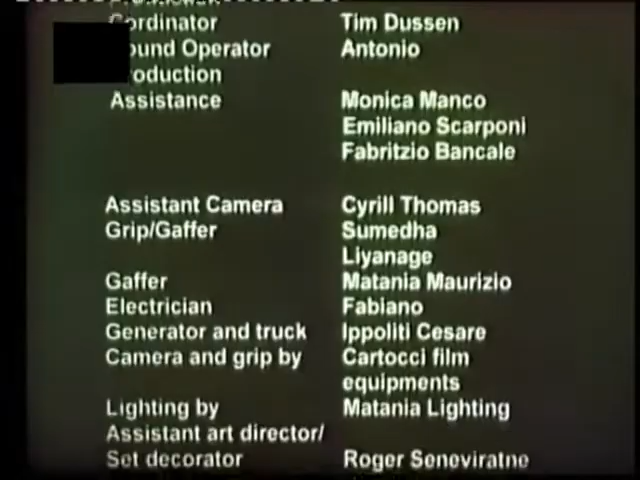 Cordinator Tim Dussen
Sound Operator Antonio
Production
Assistance Monica Manco
Emiliano Scarponi
Fabritzio Bancale
Assistant Camera Cyrill Thomas
Grip/Gaffer Sumedha
Liyanage
Gaffer Matania Maurizio
Electrician Fabiano
Generator and truck Ippoliti Cesare
Camera and grip by Cartocci film
equipments
Lighting by Matania Lighting
Assistant art director/
Set decorator Roger Seneviratne